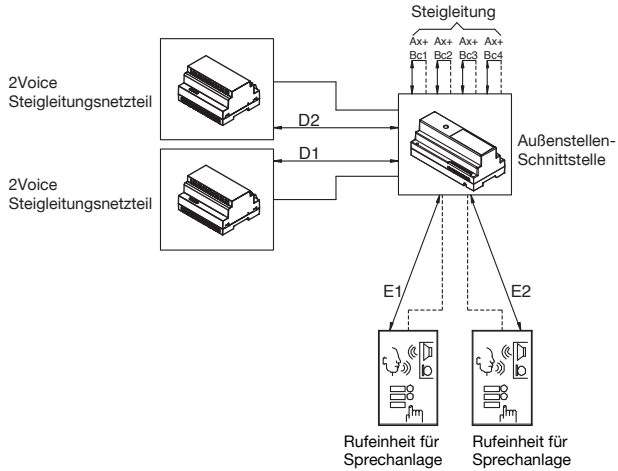 Steigleitung
Ax+ Ax+ Ax+ Ax+
Bc1 Bc2 Bc3 Bc4
2Voice
Steigleitungsnetzteil
D2
Außenstellen-
Schnittstelle
D1
2Voice
Steigleitungsnetzteil
E1
E2
Rufeinheit für
Sprechanlage
Rufeinheit für
Sprechanlage